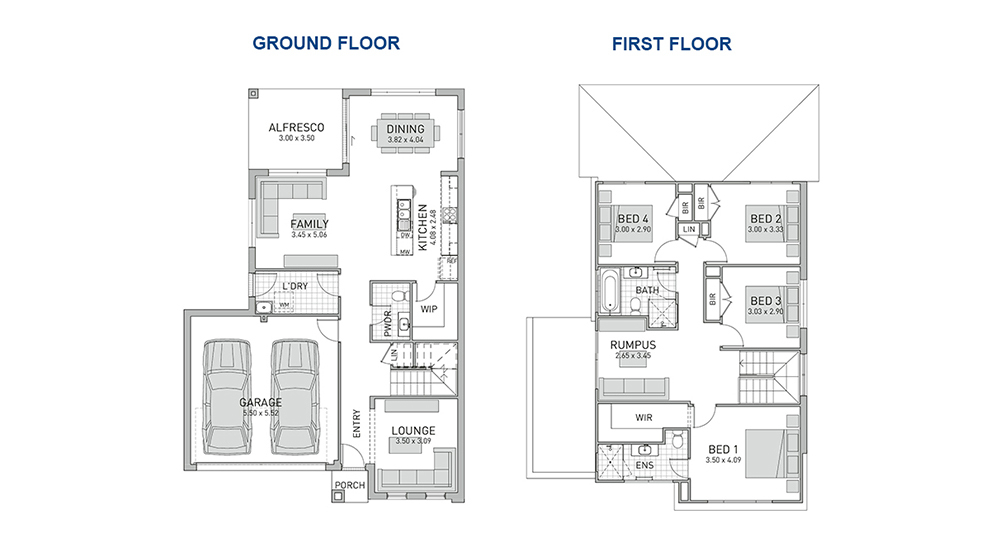 GROUND FLOOR
ALFRESCO
3.00 x 3.50
DINING
3.82 x 4.04
FAMILY
3.45 x 5.06
KITCHEN
4.08 x 2.48
DW
MW
REF
L'DRY
WM
PWDR
WIP
LIN
GARAGE
5.50 x 5.52
ENTRY
LOUNGE
3.50 x 3.09
PORCH
FIRST FLOOR
BED 4
3.00 x 2.90
BIR
BIR
BED 2
3.00 x 3.33
LIN
BATH
BIR
BED 3
3.03 x 2.90
RUMPUS
2.65 x 3.45
WIR
BED 1
3.50 x 4.09
ENS